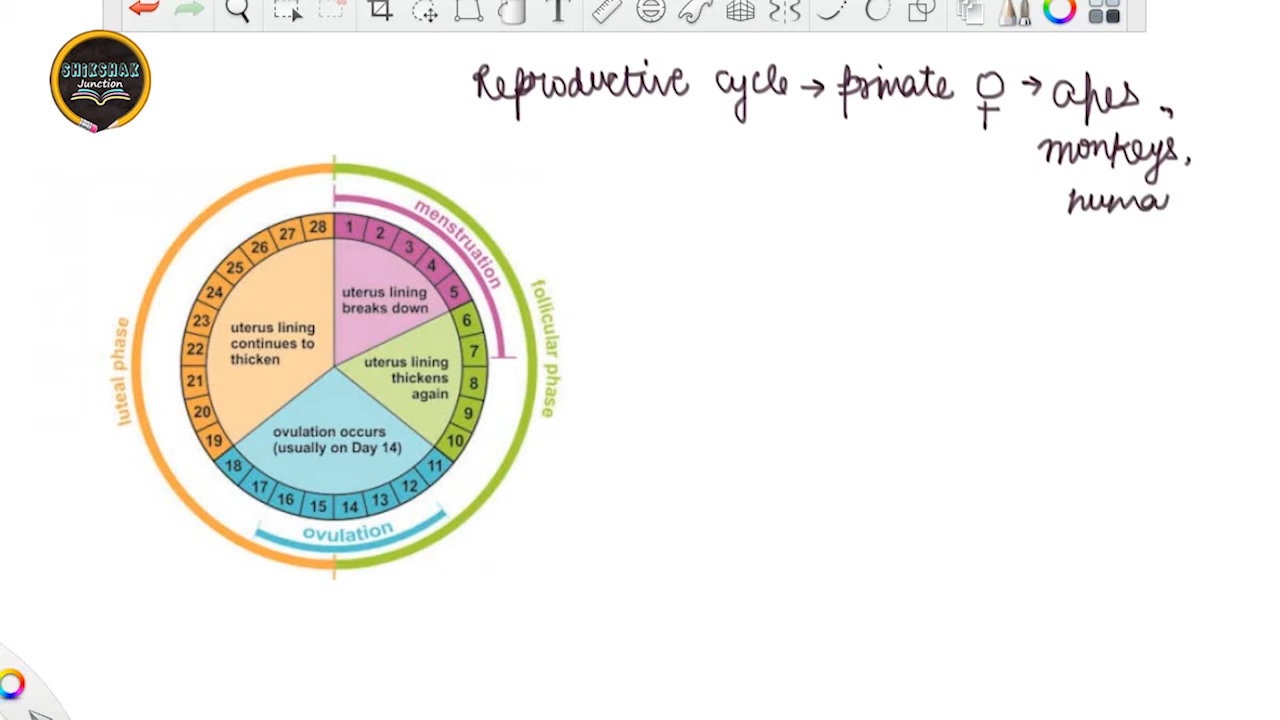 SHIKSHAK
Junction
Reproductive cycle → primate ♀ → apes,
monkeys,
huma
menstruation
follicular phase
luteal phase
ovulation
1
2
3
4
5
6
7
8
9
10
11
12
13
14
15
16
17
18
19
20
21
22
23
24
25
26
27
28
uterus lining
breaks down
uterus lining
thickens
again
ovulation occurs
(usually on Day 14)
uterus lining
continues to
thicken